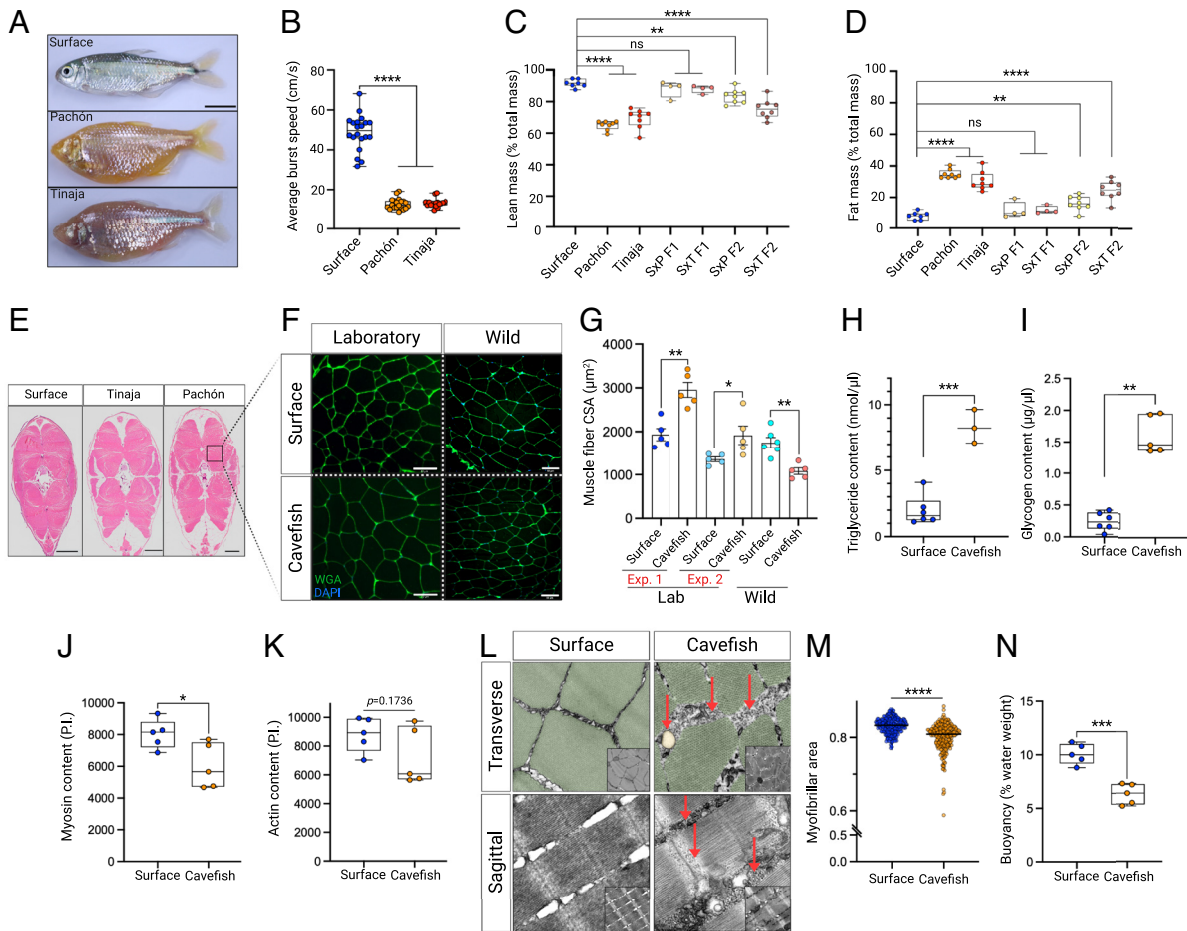 A
Surface
Pachón
Tinaja
B
Average burst speed (cm/s)
80
60
40
20
0
****
Surface
Pachón
Tinaja
C
Lean mass (% total mass)
100
80
60
40
20
0
****
**
ns
****
Surface
Pachón
Tinaja
SxP F1
SxT F1
SxP F2
SxT F2
D
Fat mass (% total mass)
100
80
60
40
20
0
****
**
ns
****
Surface
Pachón
Tinaja
SxP F1
SxT F1
SxP F2
SxT F2
E
Surface
Tinaja
Pachón
F
Laboratory
Wild
Surface
Cavefish
WGA
DAPI
G
Muscle fiber CSA (µm²)
4000
3000
2000
1000
0
**
*
**
Surface
Cavefish
Surface
Cavefish
Surface
Cavefish
Exp. 1
Exp. 2
Lab
Wild
H
Triglyceride content (nmol/µl)
10
5
0
***
Surface Cavefish
I
Glycogen content (µg/µl)
2.5
2.0
1.5
1.0
0.5
0.0
**
Surface Cavefish
J
Myosin content (P.I.)
10000
8000
6000
4000
2000
0
*
Surface Cavefish
K
Actin content (P.I.)
10000
8000
6000
4000
2000
0
p=0.1736
Surface Cavefish
L
Surface
Cavefish
Transverse
Sagittal
M
Myofibrillar area
0.8
0.6
0.5
0.0
****
Surface Cavefish
N
Buoyancy (% water weight)
15
10
5
0
***
Surface Cavefish